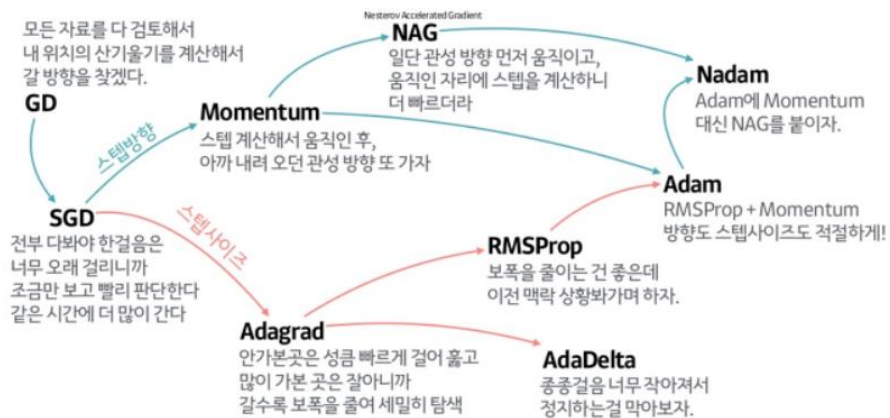 모든 자료를 다 검토해서
내 위치의 산기울기를 계산해서
갈 방향을 찾겠다.
GD
스텝방향
Momentum
스텝 계산해서 움직인 후,
아까 내려 오던 관성 방향 또 가자
Nesterov Accelerated Gradient
NAG
일단 관성 방향 먼저 움직이고,
움직인 자리에 스텝을 계산하니
더 빠르더라
Nadam
Adam에 Momentum
대신 NAG를 붙이자.
Adam
RMSProp + Momentum
방향도 스텝사이즈도 적절하게!
SGD
전부 다봐야 한걸음은
너무 오래 걸리니까
조금만 보고 빨리 판단한다
같은 시간에 더 많이 간다
스텝사이즈
RMSProp
보폭을 줄이는 건 좋은데
이전 맥락 상황봐가며 하자.
Adagrad
안가본곳은 성큼 빠르게 걸어 훓고
많이 가본 곳은 잘아니까
갈수록 보폭을 줄여 세밀히 탐색
AdaDelta
종종걸음 너무 작아져서
정지하는걸 막아보자.